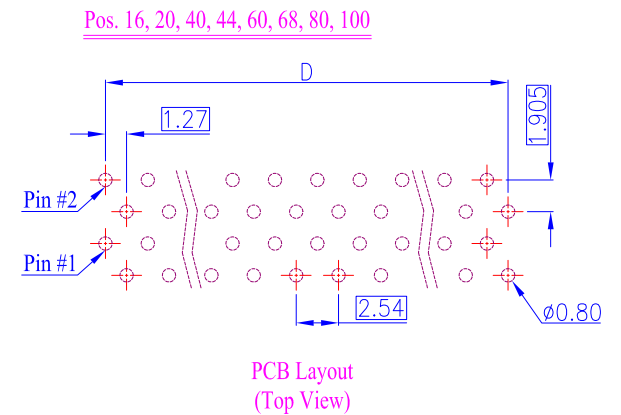 Pos. 16, 20, 40, 44, 60, 68, 80, 100
D
1.27
1.905
Pin #2
Pin #1
2.54
ø0.80
PCB Layout
(Top View)